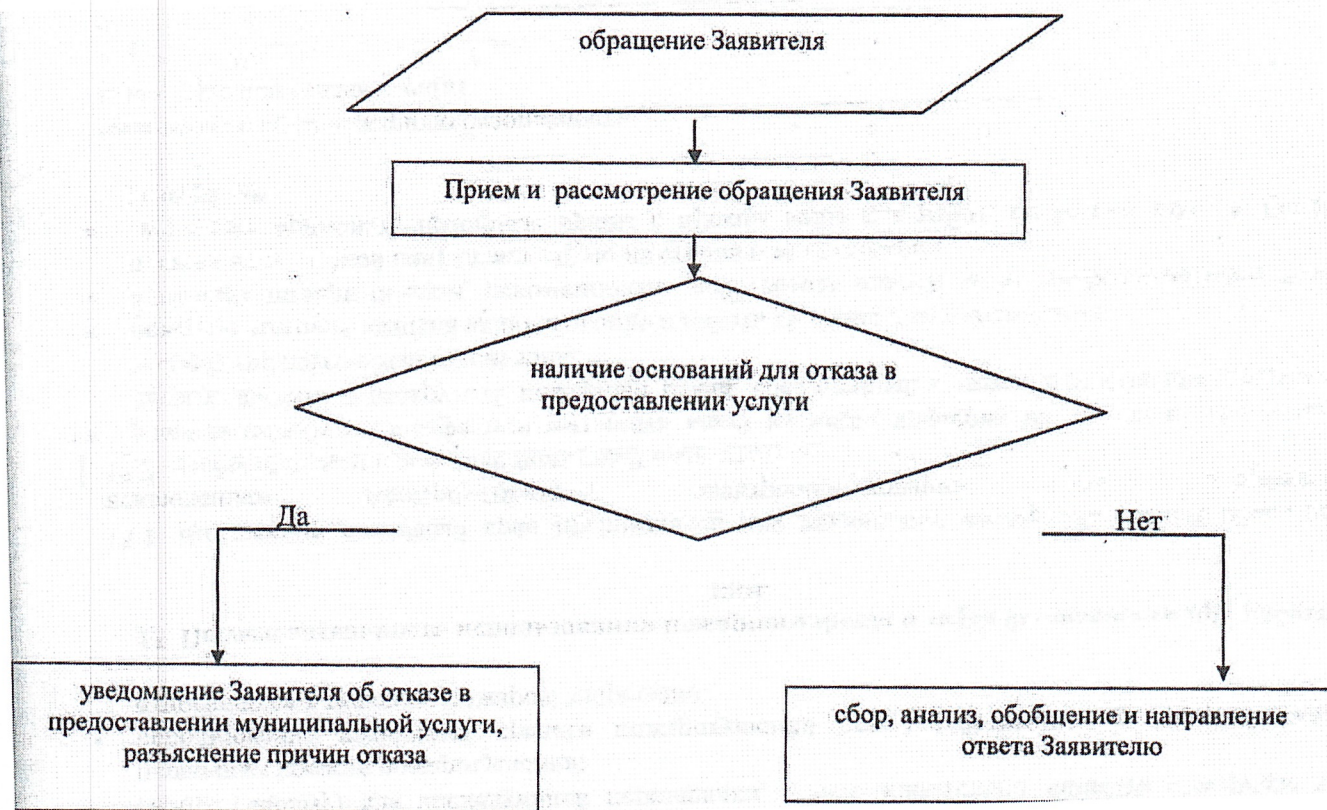 обращение Заявителя
Прием и рассмотрение обращения Заявителя
наличие оснований для отказа в
предоставлении услуги
Да
Нет
уведомление Заявителя об отказе в
предоставлении муниципальной услуги,
разъяснение причин отказа
сбор, анализ, обобщение и направление
ответа Заявителю